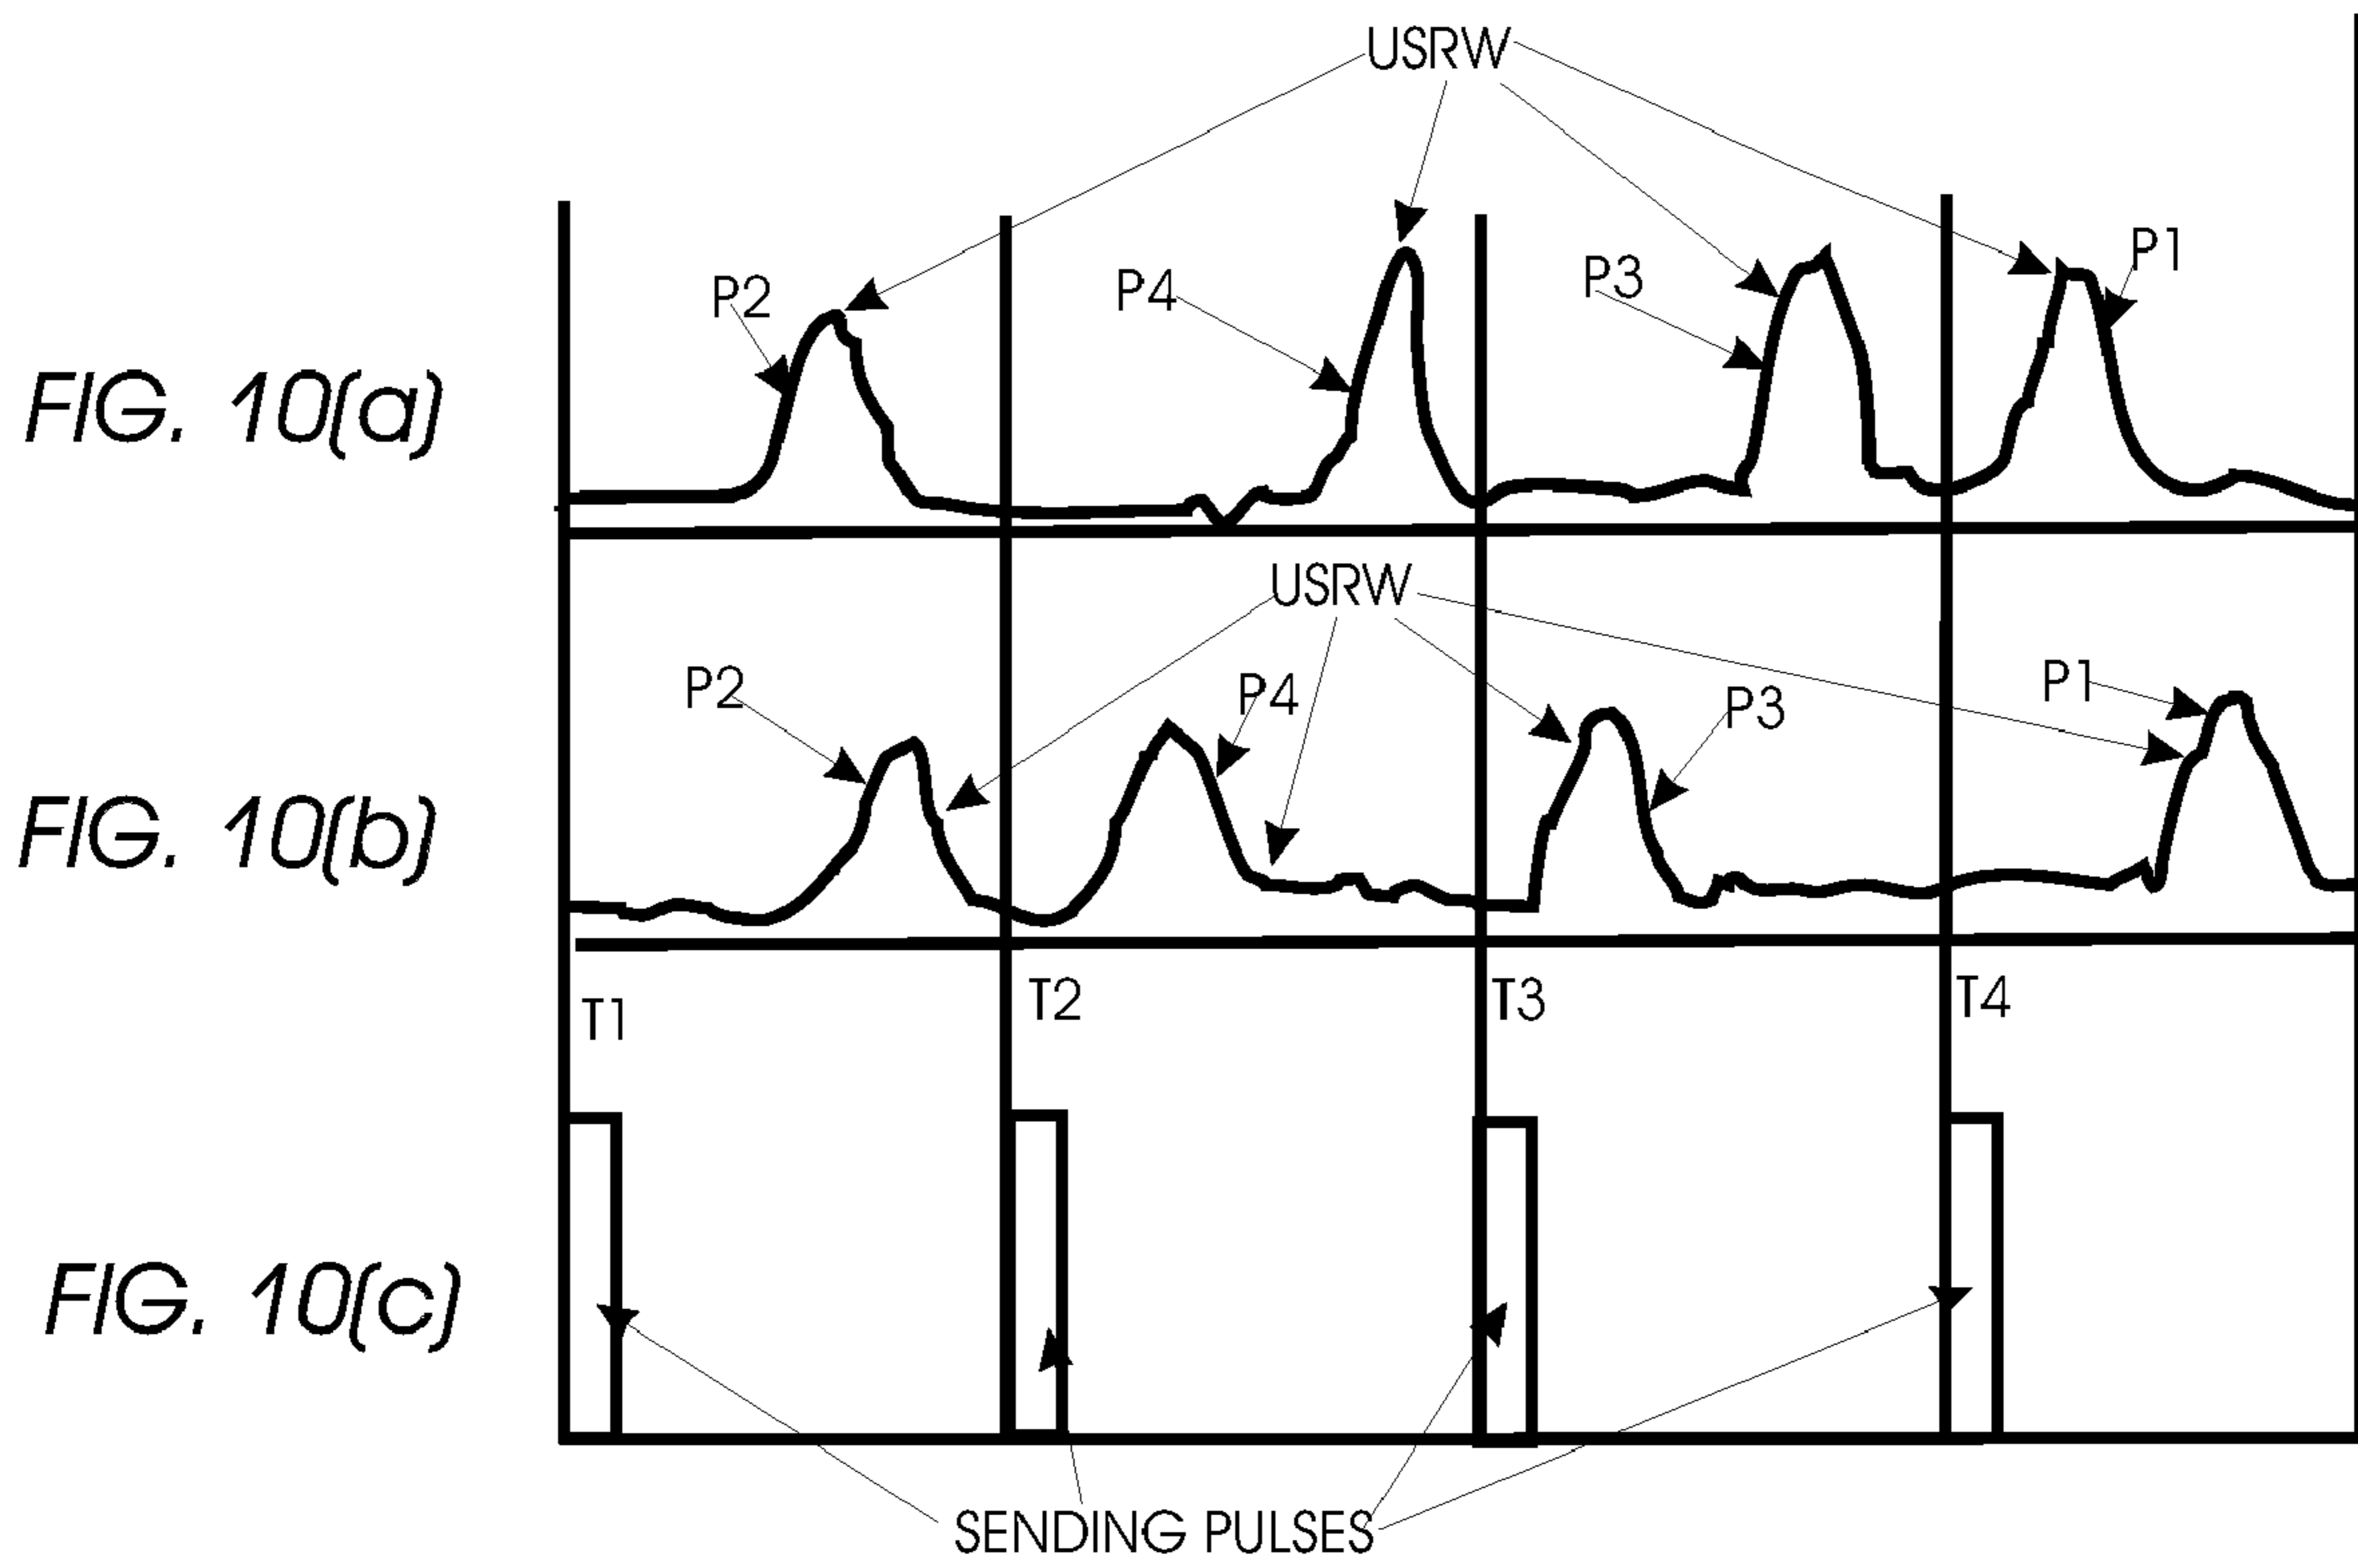 USRW
P2
P4
P3
P1
FIG. 10(a)
USRW
P2
P4
P3
P1
FIG. 10(b)
T1
T2
T3
T4
FIG. 10(c)
SENDING PULSES